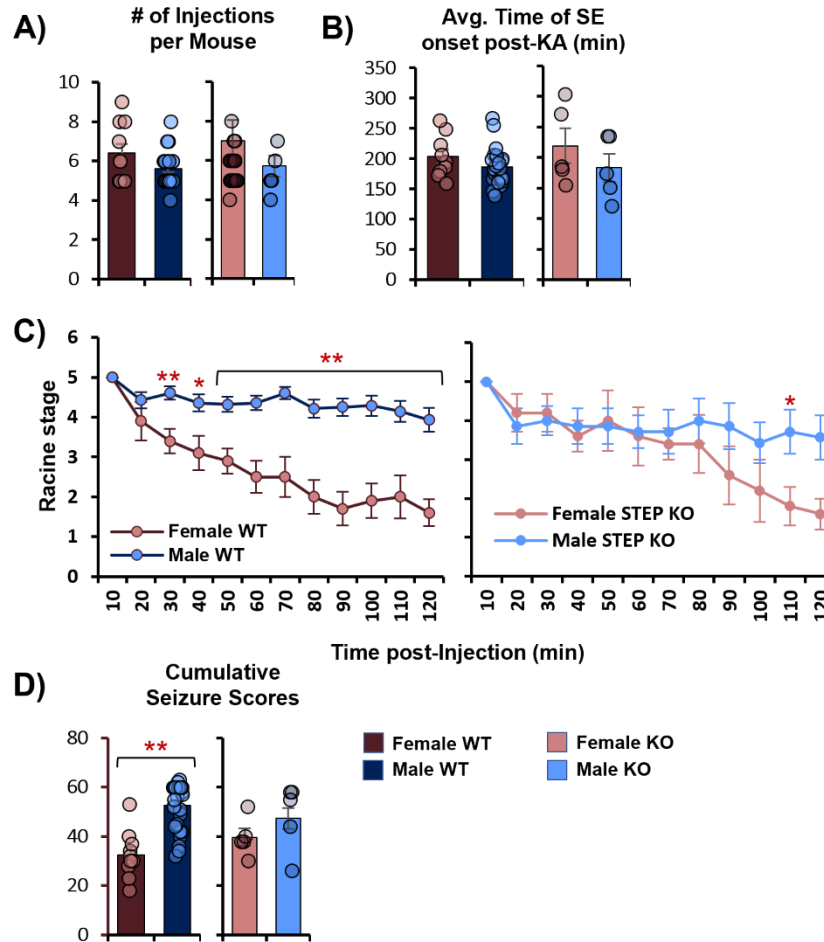 A)
# of Injections
per Mouse
10
8
6
4
2
0
B)
Avg. Time of SE
onset post-KA (min)
350
300
250
200
150
100
50
0
C)
Racine stage
6
5
4
3
2
1
0
**
*
**
Female WT
Male WT
10
20
30
40
50
60
70
80
90
100
110
120
*
Female STEP KO
Male STEP KO
10
20
30
40
50
60
70
80
90
100
110
120
Time post-Injection (min)
D)
Cumulative
Seizure Scores
80
60
40
20
0
**
Female WT
Male WT
Female KO
Male KO